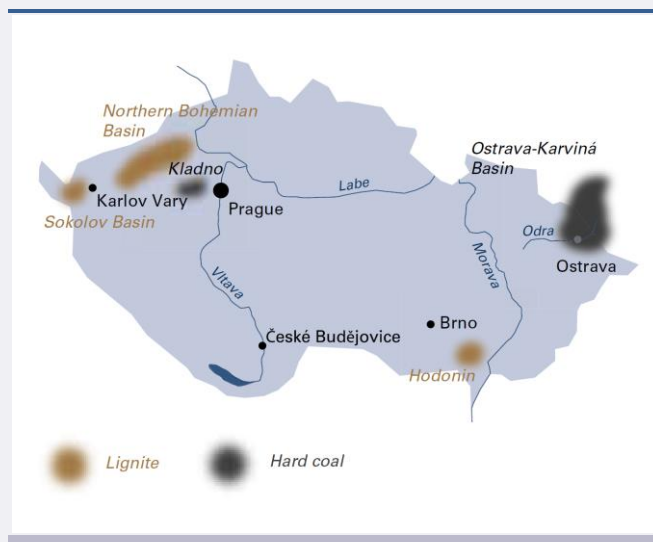 Northern Bohemian
Basin
Kladno
Ostrava-Karviná
Basin
Labe
Karlov Vary
Prague
Sokolov Basin
Odra
Ostrava
Morava
Vltava
České Budějovice
Brno
Hodonin
Lignite
Hard coal